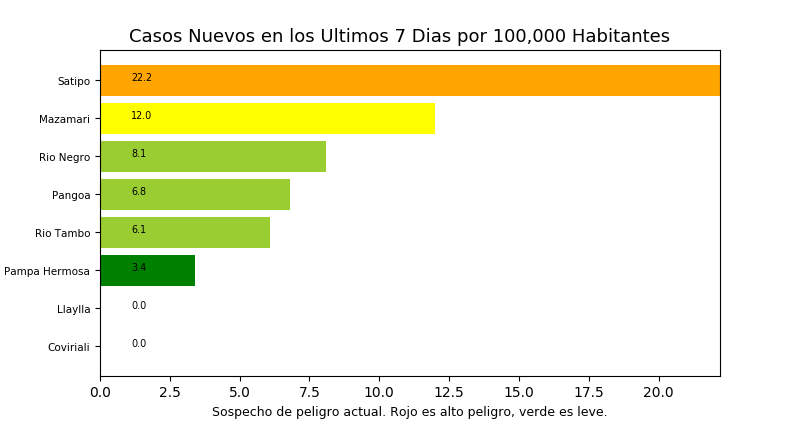 Casos Nuevos en los Ultimos 7 Dias por 100,000 Habitantes
Satipo 22.2
Mazamari 12.0
Rio Negro 8.1
Pangoa 6.8
Rio Tambo 6.1
Pampa Hermosa 3.4
Llaylla 0.0
Coviriali 0.0
0.0 2.5 5.0 7.5 10.0 12.5 15.0 17.5 20.0
Sospecho de peligro actual. Rojo es alto peligro, verde es leve.